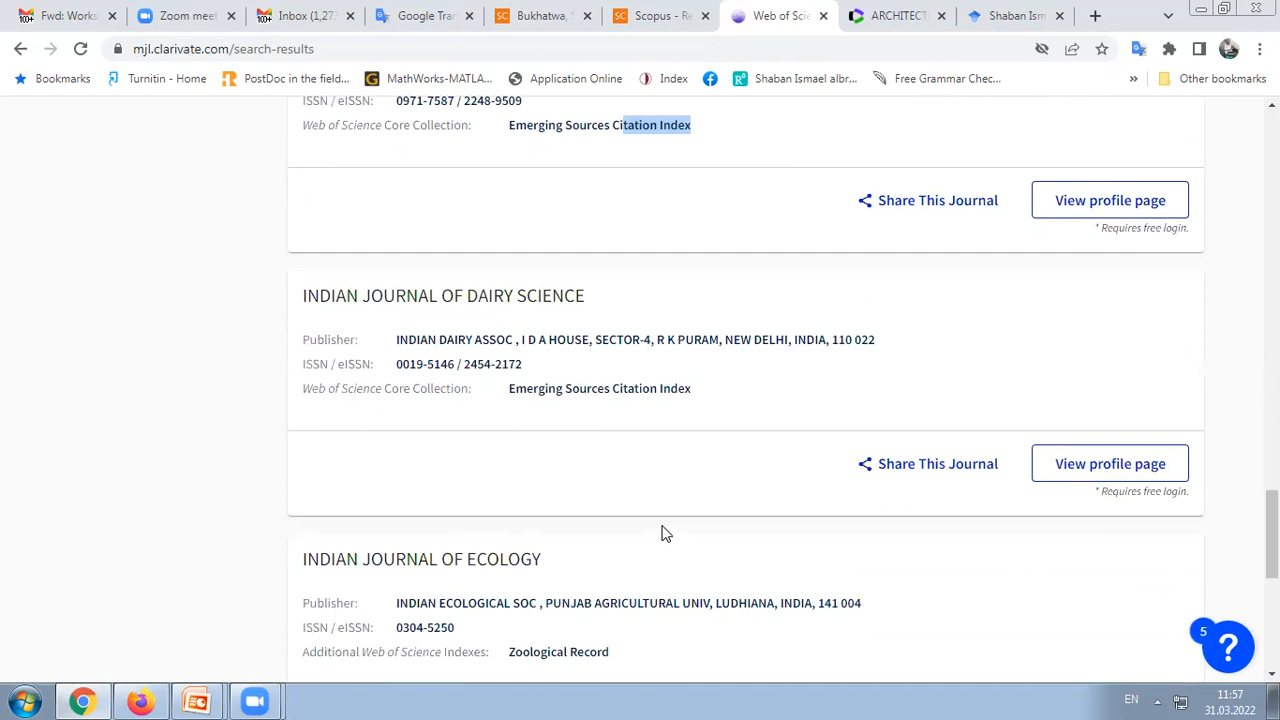 Fwd: Works
Zoom meet
Inbox (1,27
Google Tra
Bukhatwa, S
Scopus - Re
Web of Scie
ARCHITECT
Shaban Ism
mjl.clarivate.com/search-results
Bookmarks
Turnitin - Home
PostDoc in the field...
MathWorks-MATLA...
Application Online
Index
Shaban Ismael albr...
Free Grammar Chec...
»
Other bookmarks
ISSN / eISSN: 0971-7587 / 2248-9509
Web of Science Core Collection: Emerging Sources Citation Index
Share This Journal
View profile page
* Requires free login.
INDIAN JOURNAL OF DAIRY SCIENCE
Publisher: INDIAN DAIRY ASSOC , I D A HOUSE, SECTOR-4, R K PURAM, NEW DELHI, INDIA, 110 022
ISSN / eISSN: 0019-5146 / 2454-2172
Web of Science Core Collection: Emerging Sources Citation Index
Share This Journal
View profile page
* Requires free login.
INDIAN JOURNAL OF ECOLOGY
Publisher: INDIAN ECOLOGICAL SOC , PUNJAB AGRICULTURAL UNIV, LUDHIANA, INDIA, 141 004
ISSN / eISSN: 0304-5250
Additional Web of Science Indexes: Zoological Record
5
?
EN
11:57
31.03.2022